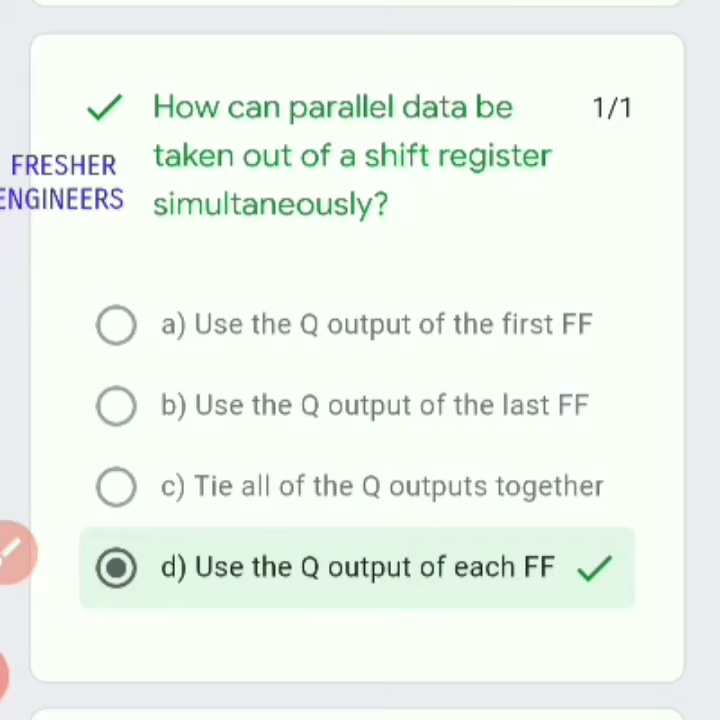 How can parallel data be 1/1
taken out of a shift register
simultaneously?
FRESHER
ENGINEERS
a) Use the Q output of the first FF
b) Use the Q output of the last FF
c) Tie all of the Q outputs together
d) Use the Q output of each FF